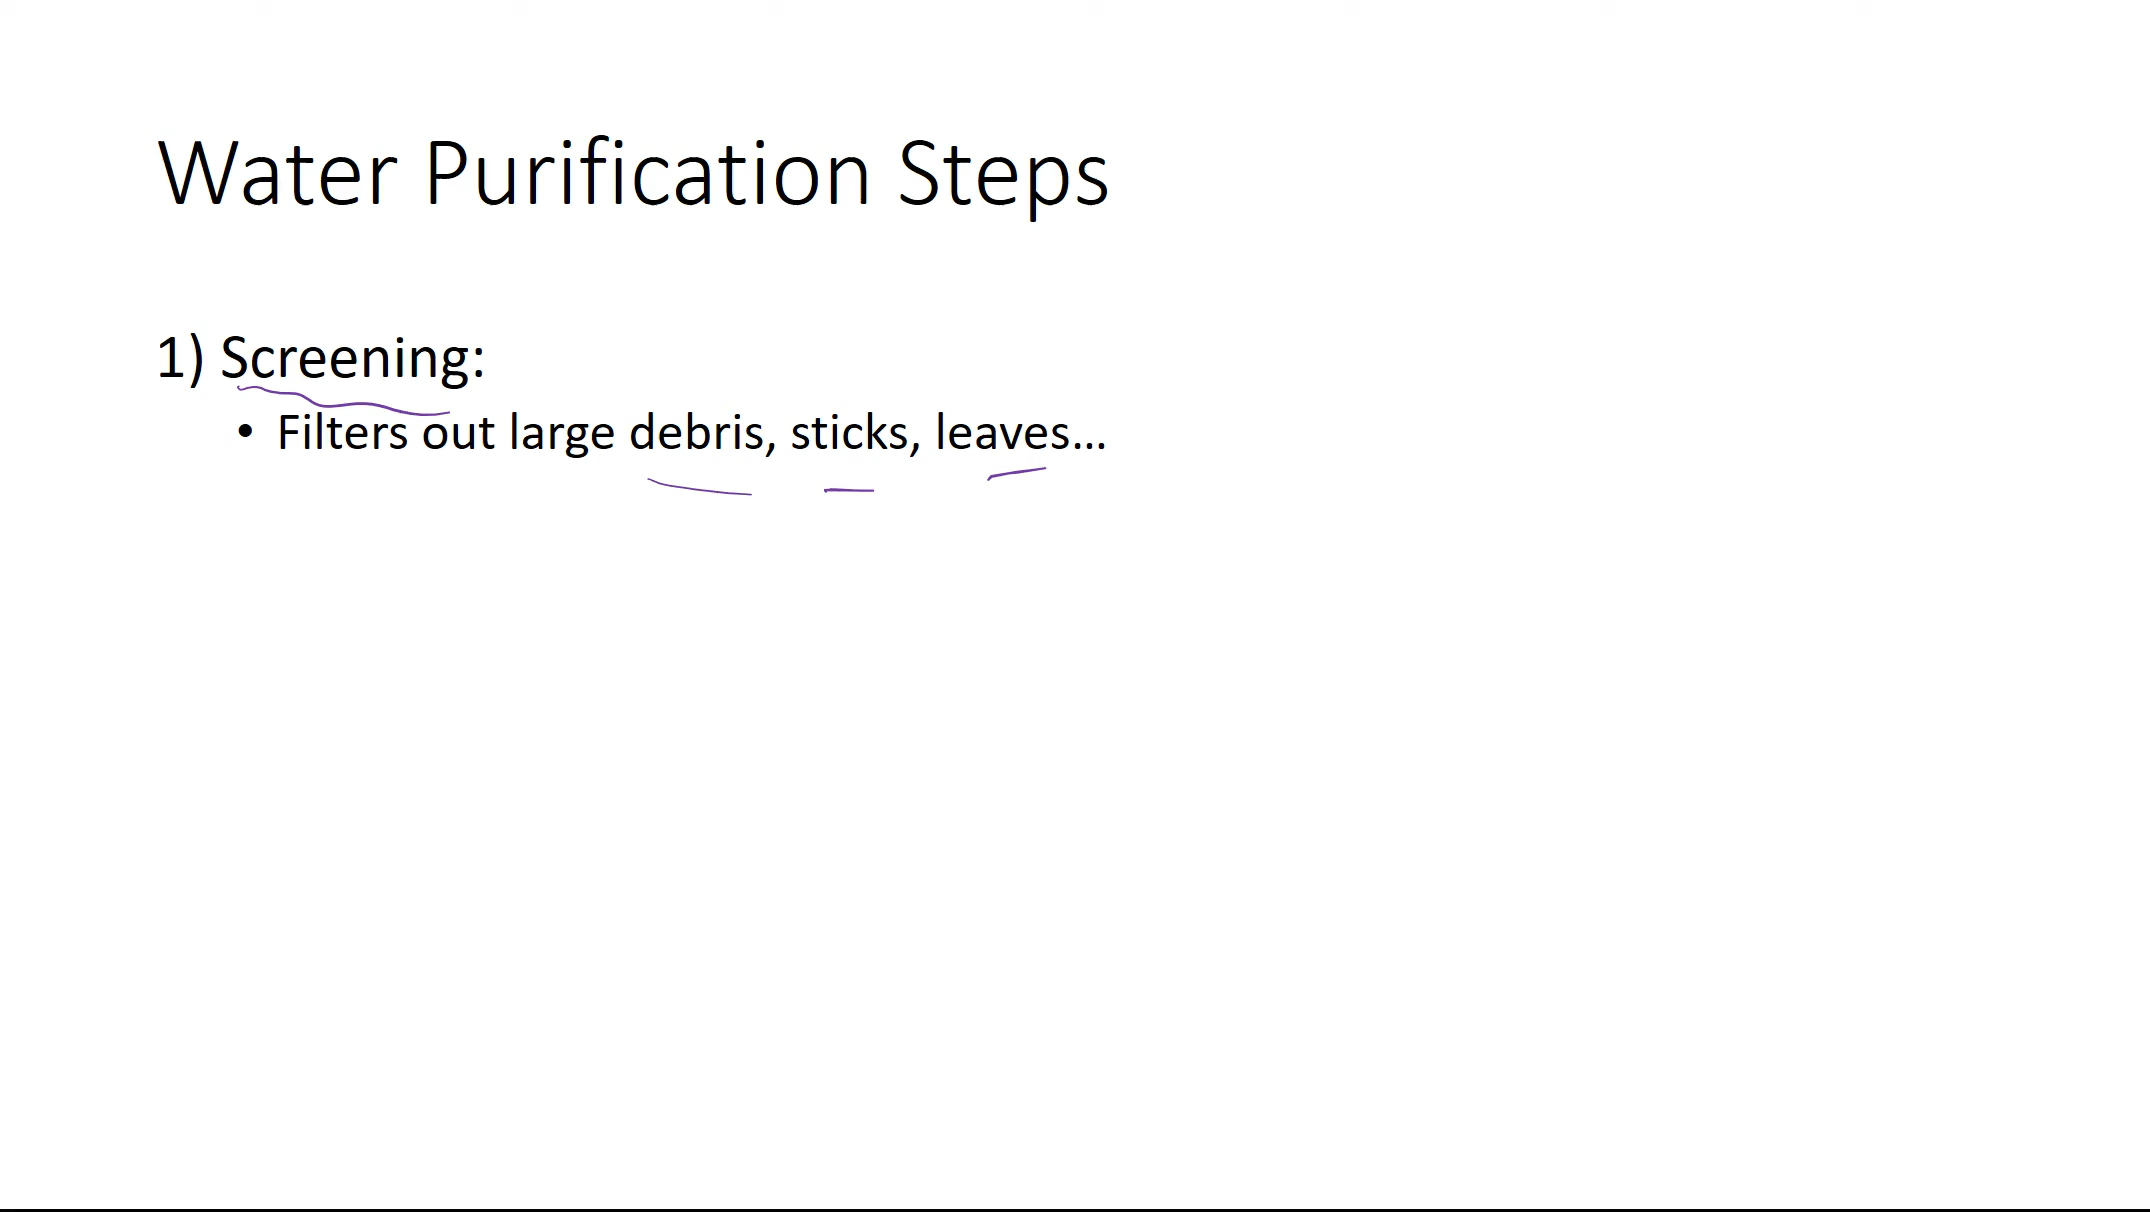 Water Purification Steps
1) Screening:
• Filters out large debris, sticks, leaves...